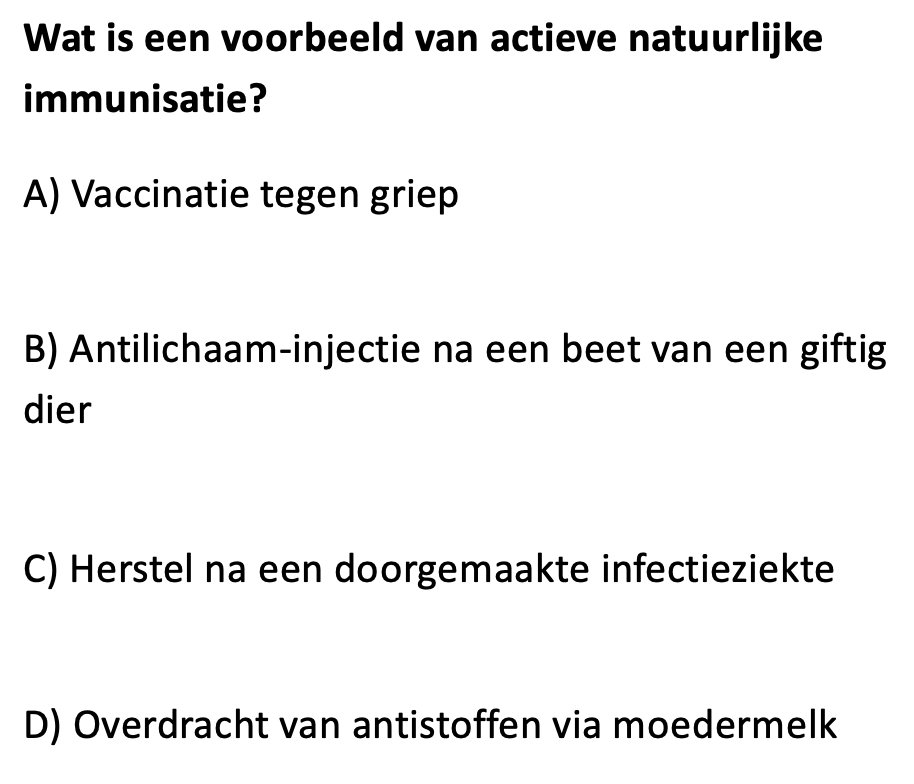 Wat is een voorbeeld van actieve natuurlijke
immunisatie?
A) Vaccinatie tegen griep
B) Antilichaam-injectie na een beet van een giftig
dier
C) Herstel na een doorgemaakte infectieziekte
D) Overdracht van antistoffen via moedermelk